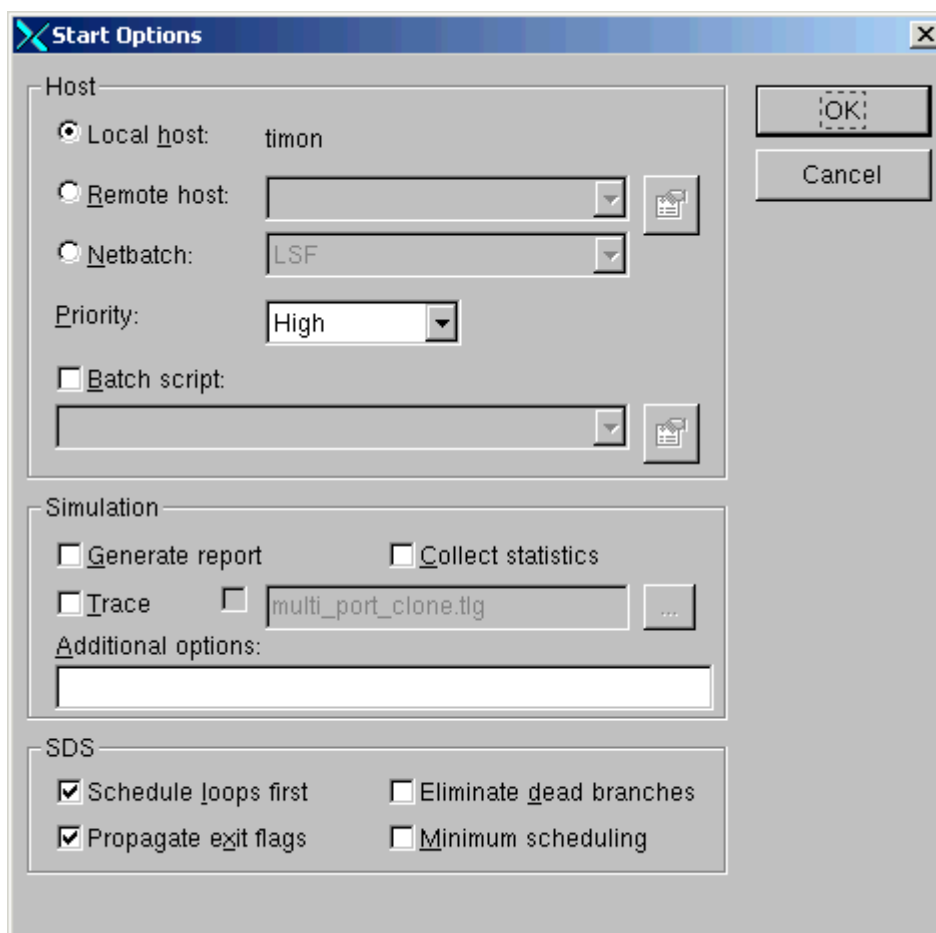 Start Options
Host
OK
Local host: timon
Cancel
Remote host:
Netbatch: LSF
Priority: High
Batch script:
Simulation
Generate report Collect statistics
Trace multi_port_clone.tlg ...
Additional options:
SDS
Schedule loops first Eliminate dead branches
Propagate exit flags Minimum scheduling